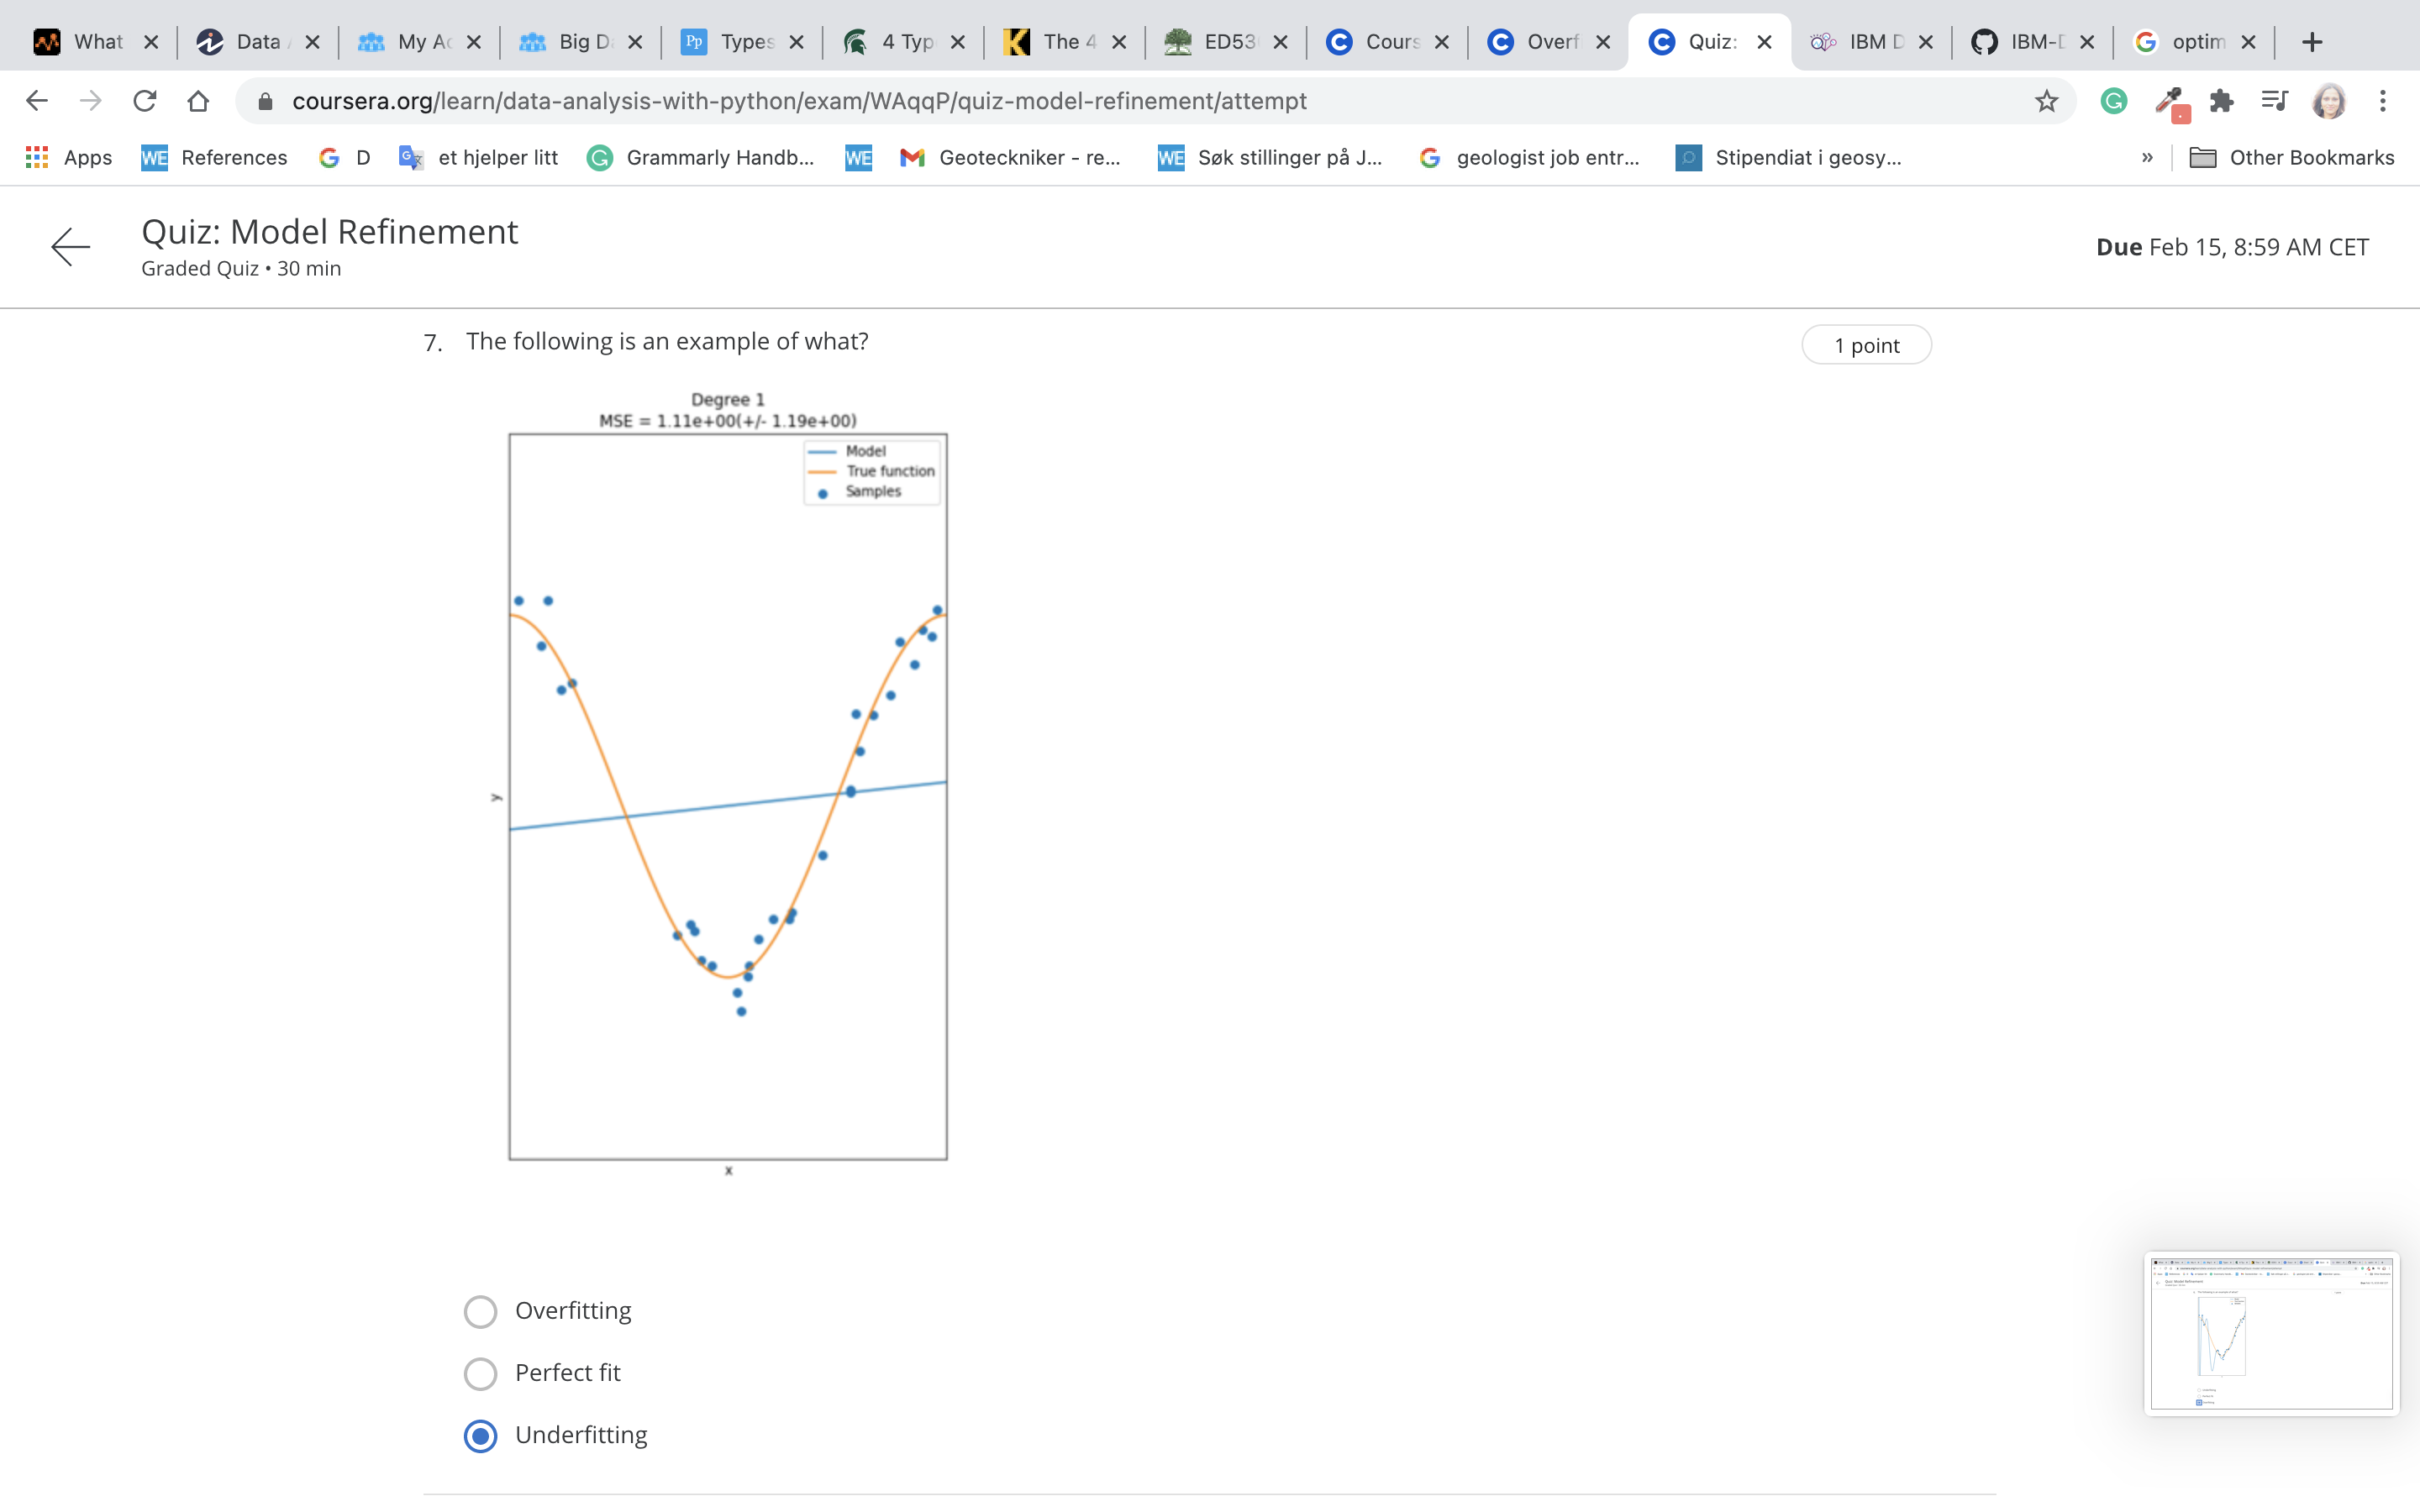 What
Data
My Ac
Big D
Pp
Types
4 Typ
K
The 4
ED53
C
Cours
C
Overf
C
Quiz:
IBM D
IBM-D
G
optim
coursera.org/learn/data-analysis-with-python/exam/WAqqP/quiz-model-refinement/attempt
Apps
WE
References
G
D
et hjelper litt
G
Grammarly Handb...
WE
Geoteckniker - re...
WE
Søk stillinger på J...
G
geologist job entr...
Stipendiat i geosy...
»
Other Bookmarks
Quiz: Model Refinement
Graded Quiz • 30 min
Due Feb 15, 8:59 AM CET
7. The following is an example of what?
1 point
Degree 1
MSE = 1.11e+00(+/- 1.19e+00)
Model
True function
Samples
y
x
Overfitting
Perfect fit
Underfitting